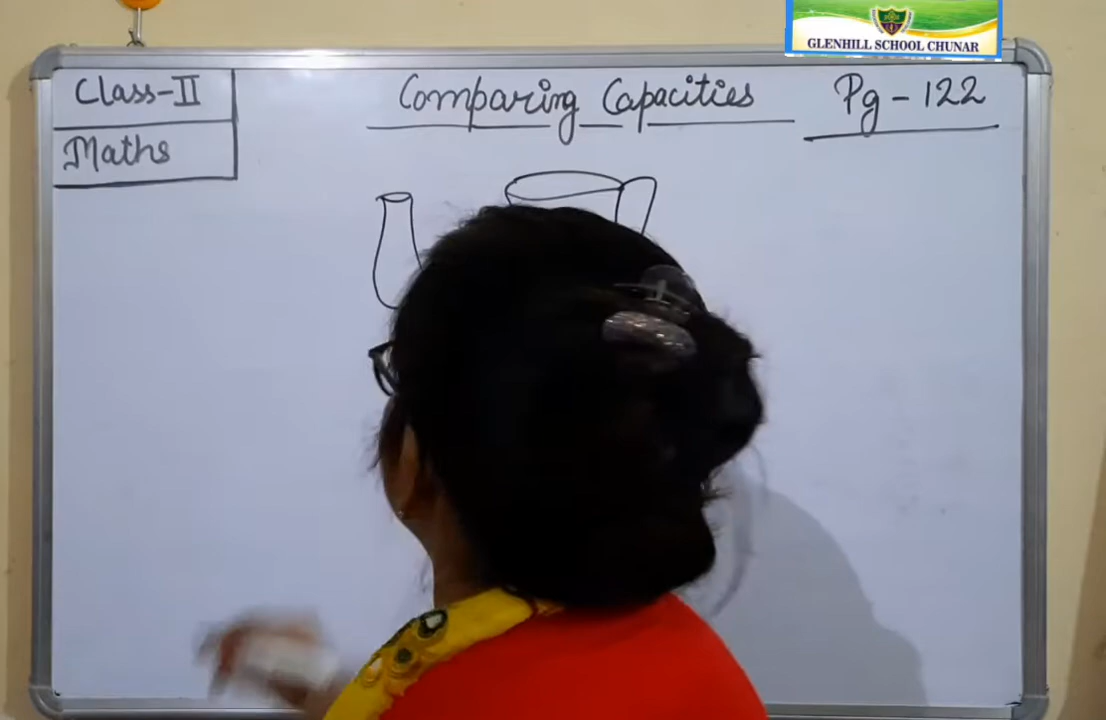 GLENHILL SCHOOL CHUNAR
Class-II
Maths
Comparing Capacities
Pg - 122